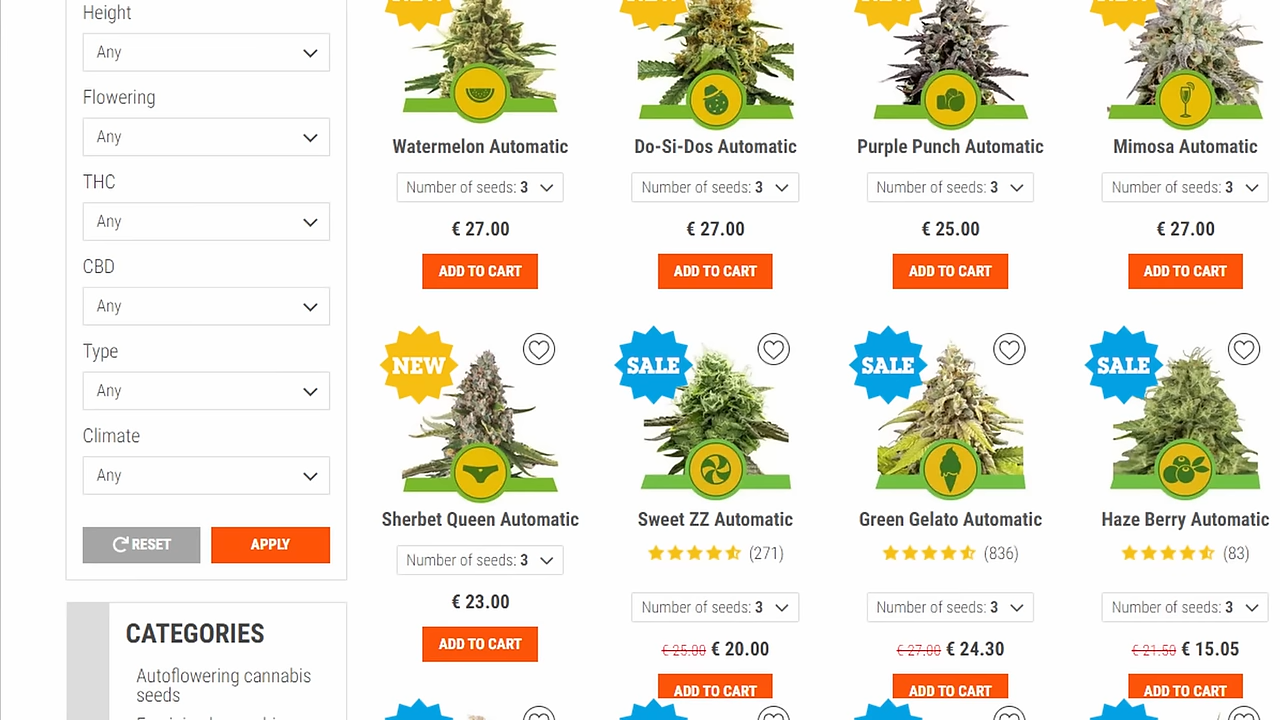 Height
Any
Flowering
Any
THC
Any
CBD
Any
Type
Any
Climate
Any
RESET
APPLY
CATEGORIES
Autoflowering cannabis
seeds
Watermelon Automatic
Number of seeds: 3
€ 27.00
ADD TO CART
Do-Si-Dos Automatic
Number of seeds: 3
€ 27.00
ADD TO CART
Purple Punch Automatic
Number of seeds: 3
€ 25.00
ADD TO CART
Mimosa Automatic
Number of seeds: 3
€ 27.00
ADD TO CART
NEW
Sherbet Queen Automatic
Number of seeds: 3
€ 23.00
ADD TO CART
SALE
Sweet ZZ Automatic
(271)
Number of seeds: 3
€ 25.00 € 20.00
ADD TO CART
SALE
Green Gelato Automatic
(836)
Number of seeds: 3
€ 27.00 € 24.30
ADD TO CART
SALE
Haze Berry Automatic
(83)
Number of seeds: 3
€ 21.50 € 15.05
ADD TO CART